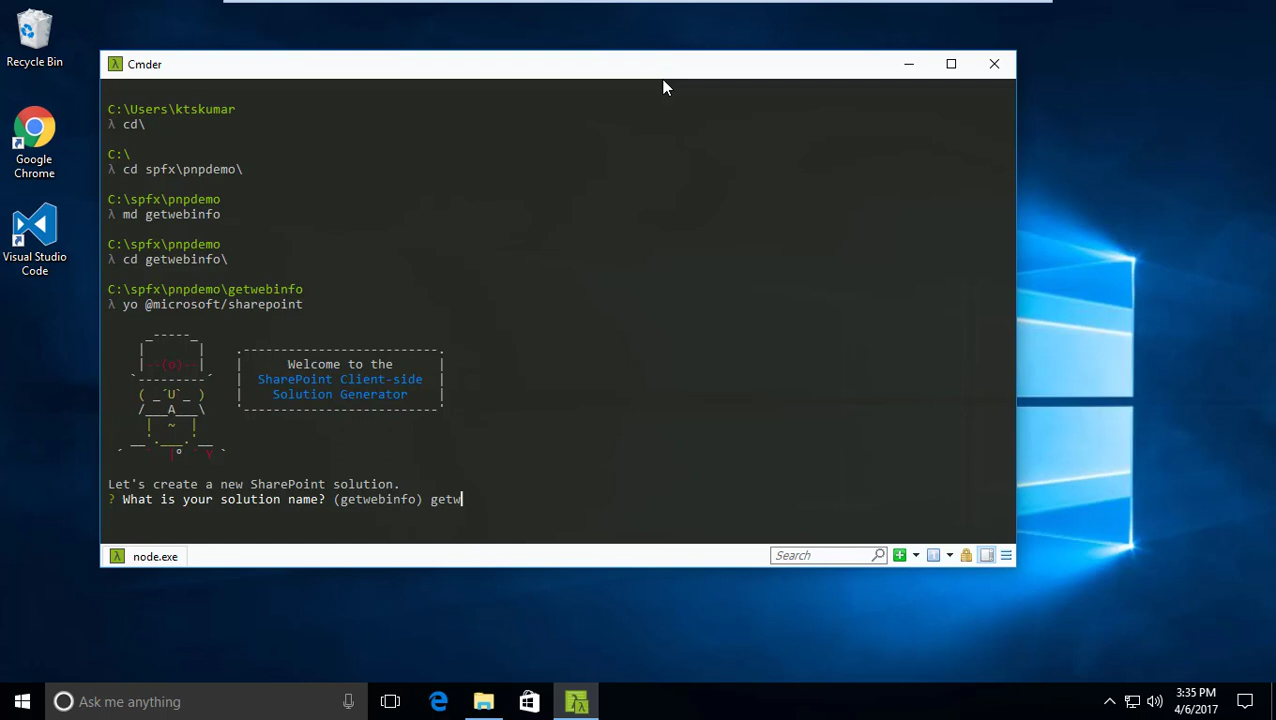 Recycle Bin
Google
Chrome
Visual Studio
Code
Cmder
C:\Users\ktskumar
λ cd\
C:\
λ cd spfx\pnpdemo\
C:\spfx\pnpdemo
λ md getwebinfo
C:\spfx\pnpdemo
λ cd getwebinfo\
C:\spfx\pnpdemo\getwebinfo
λ yo @microsoft/sharepoint
Welcome to the
SharePoint Client-side
Solution Generator
Let's create a new SharePoint solution.
? What is your solution name? (getwebinfo) getw
node.exe
Search
Ask me anything
3:35 PM
4/6/2017